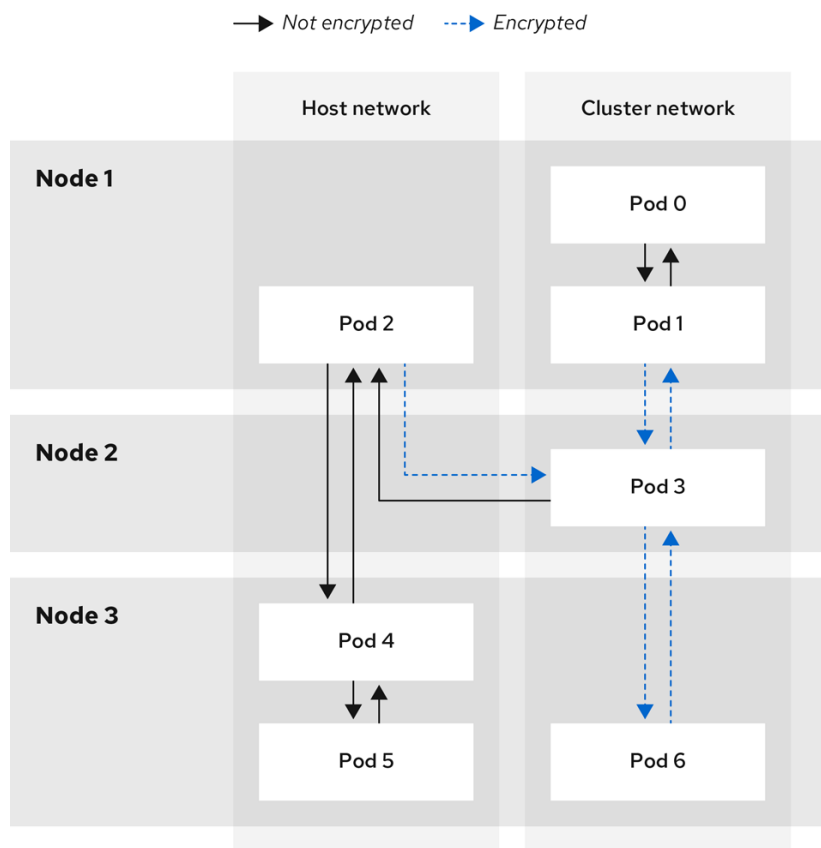 Not encrypted
Encrypted
Host network
Cluster network
Node 1
Pod 0
Pod 2
Pod 1
Node 2
Pod 3
Node 3
Pod 4
Pod 5
Pod 6